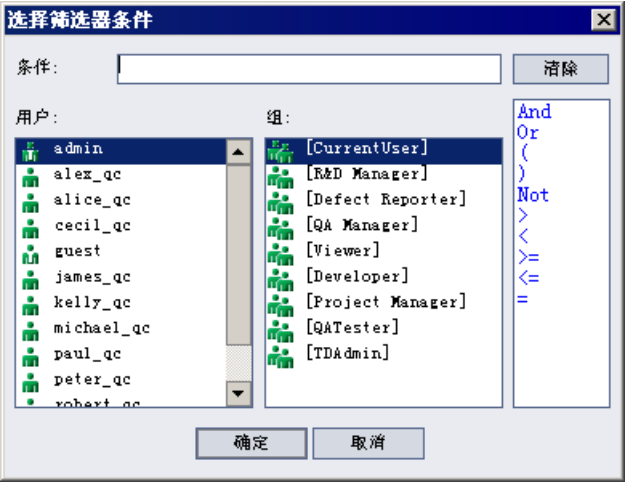 选择筛选器条件
条件:
清除
用户:
组:
admin
alex_qc
alice_qc
cecil_qc
guest
james_qc
kelly_qc
michael_qc
paul_qc
peter_qc
robert_qc
[CurrentUser]
[R&D Manager]
[Defect Reporter]
[QA Manager]
[Viewer]
[Developer]
[Project Manager]
[QATester]
[TDAdmin]
And
Or
(
)
Not
>
<
>=
<=
=
确定
取消